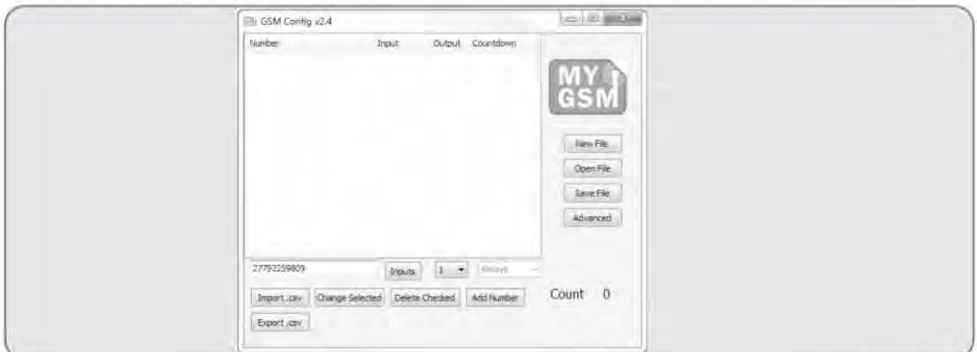 GSM Config v2.4
Number Input Output Countdown
MY
GSM
New File
Open File
Save File
Advanced
27792259809 Inputs 1 Always
Import .csv Change Selected Delete Checked Add Number Count 0
Export .csv